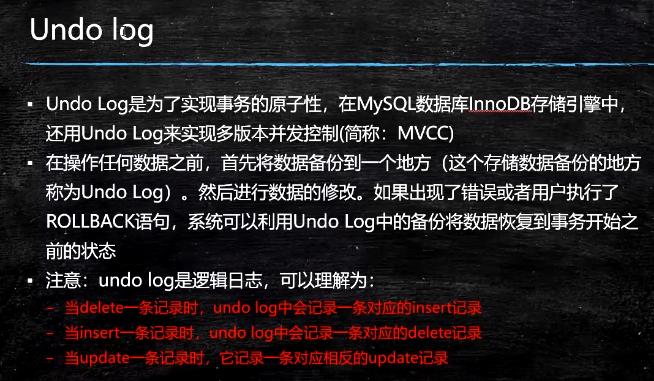 Undo log
▪ Undo Log是为了实现事务的原子性，在MySQL数据库InnoDB存储引擎中，
还用Undo Log来实现多版本并发控制(简称：MVCC)
▪ 在操作任何数据之前，首先将数据备份到一个地方（这个存储数据备份的地方
称为Undo Log）。然后进行数据的修改。如果出现了错误或者用户执行了
ROLLBACK语句，系统可以利用Undo Log中的备份将数据恢复到事务开始之
前的状态
▪ 注意：undo log是逻辑日志，可以理解为：
– 当delete一条记录时，undo log中会记录一条对应的insert记录
– 当insert一条记录时，undo log中会记录一条对应的delete记录
– 当update一条记录时，它记录一条对应相反的update记录